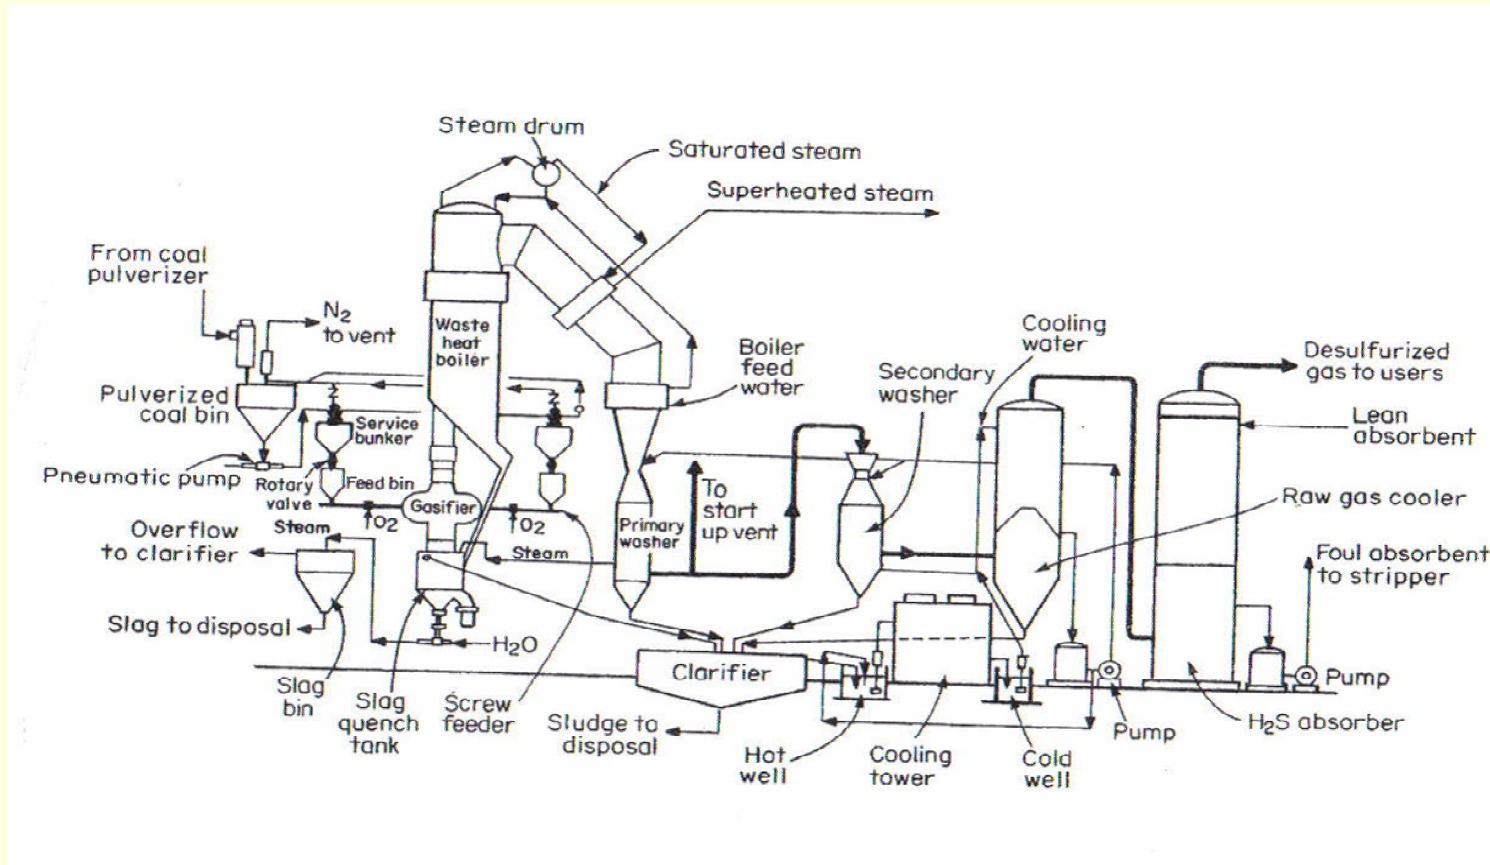 Steam drum
Saturated steam
Superheated steam
From coal
pulverizer
N2
to vent
Waste
heat
boiler
Boiler
feed
water
Cooling
water
Secondary
washer
Desulfurized
gas to users
Pulverized
coal bin
Service
bunker
Lean
absorbent
Pneumatic pump
Rotary
valve
Feed bin
Gasifier
O2
O2
To
start
up vent
Raw gas cooler
Primary
washer
Steam
Overflow
to clarifier
Steam
Foul absorbent
to stripper
Slag to disposal
H2O
Clarifier
Pump
Slag
bin
Slag
quench
tank
Screw
feeder
Sludge to
disposal
Hot
well
Cooling
tower
Cold
well
Pump
H2S absorber